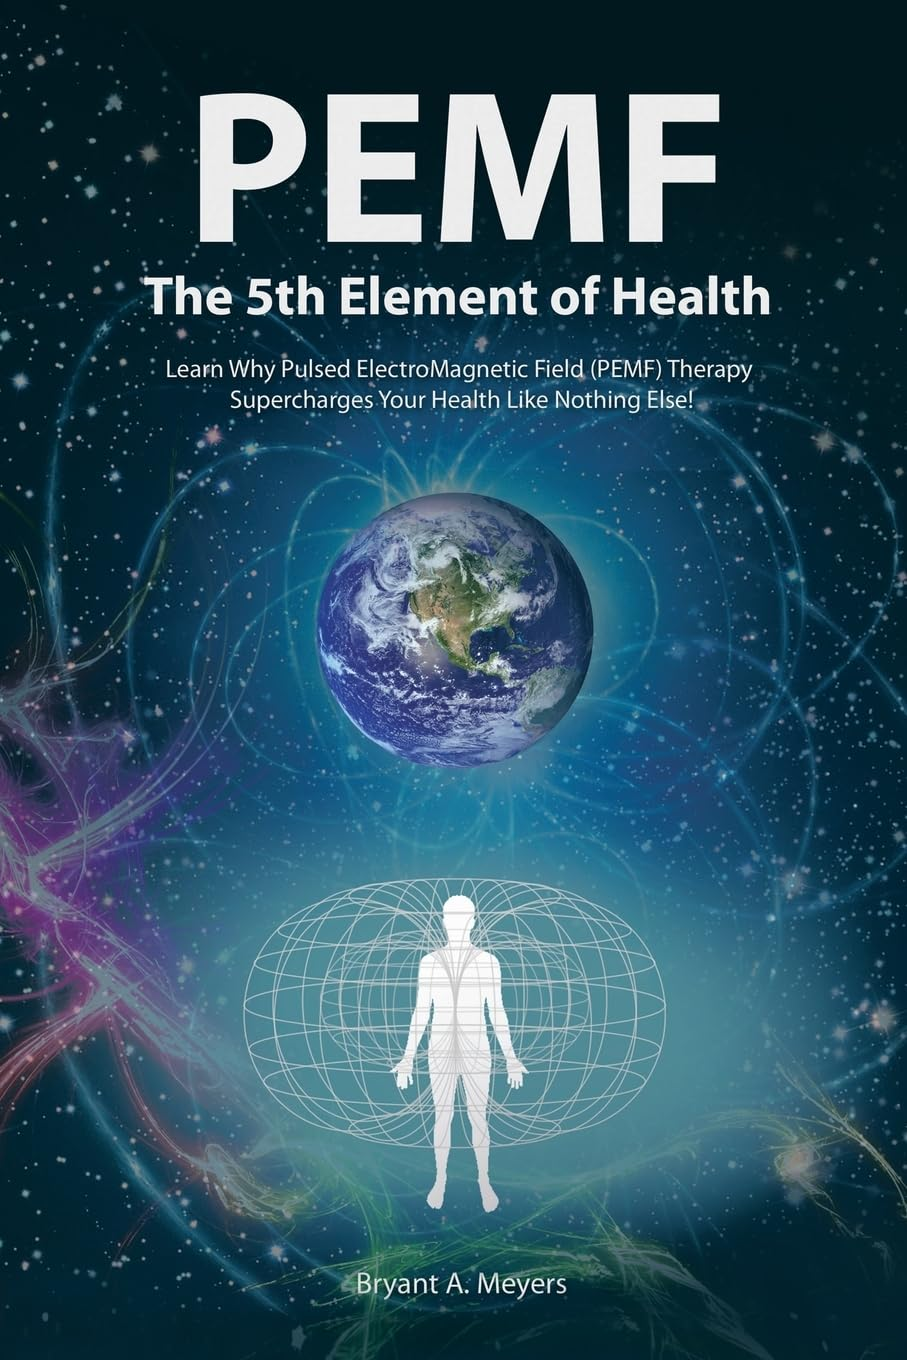 PEMF
The 5th Element of Health
Learn Why Pulsed ElectroMagnetic Field (PEMF) Therapy
Supercharges Your Health Like Nothing Else!
Bryant A. Meyers